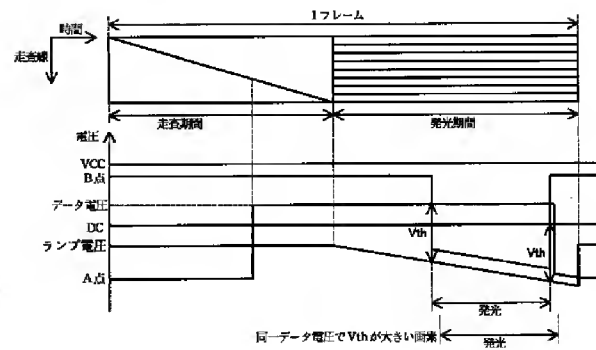 1フレーム
時間
走査線
走査期間
発光期間
電圧
VCC
B点
データ電圧
DC
Vth
ランプ電圧
Vth
A点
発光
同一データ電圧でVthが大きい画素
発光